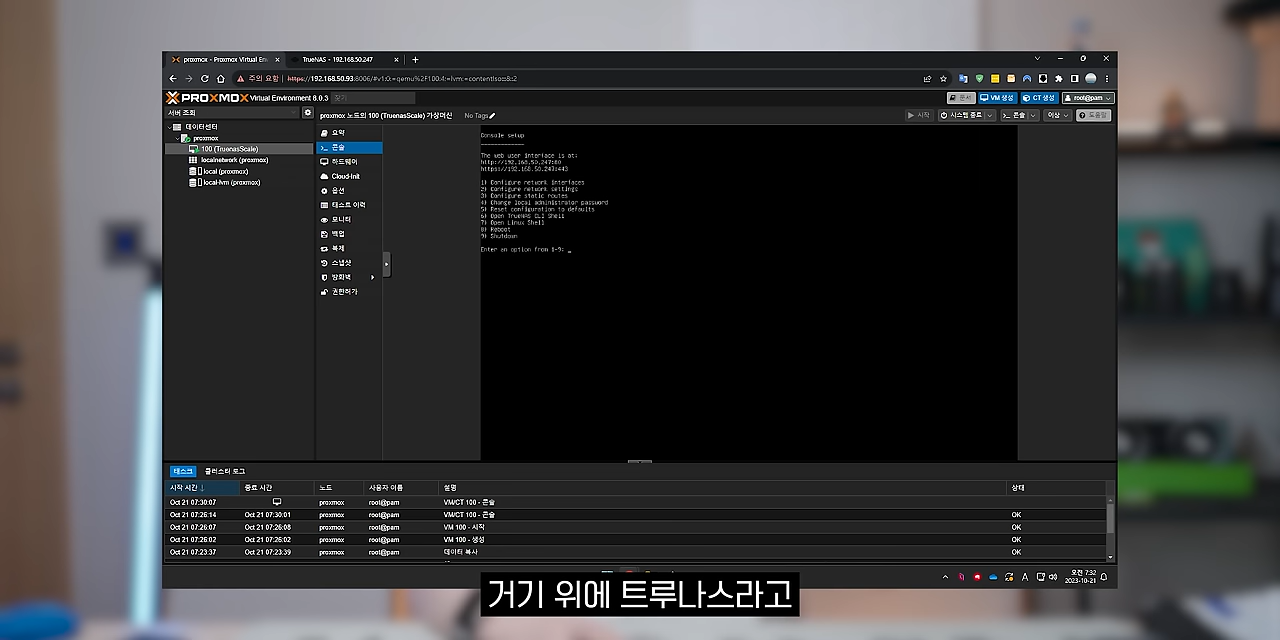 proxmox - Proxmox Virtual En
TrueNAS - 192.168.50.247
주의 요함 https://192.168.50.93:8006/#v1:0:=qemu%2F100:4:=lvm:=contentIso:::8::2
PROXMOX Virtual Environment 8.0.3 찾기
문서 VM 생성 CT 생성 root@pam
서버 조회
데이터센터
proxmox
100 (TruenasScale)
localnetwork (proxmox)
local (proxmox)
local-lvm (proxmox)
proxmox 노드의 100 (TruenasScale) 가상머신 No Tags
시작 시스템 종료 콘솔 이상 도움말
요약
콘솔
하드웨어
Cloud-Init
옵션
태스크 이력
모니터
백업
복제
스냅샷
방화벽
권한허가
Console setup
-------------
The web user interface is at:
http://192.168.50.247:80
https://192.168.50.247:443
1) Configure network interfaces
2) Configure network settings
3) Configure static routes
4) Change local administrator password
5) Reset configuration to defaults
6) Open TrueNAS CLI Shell
7) Open Linux Shell
8) Reboot
9) Shutdown
Enter an option from 1-9: _
태스크 클러스터 로그
시작 시간 ↓ 종료 시간 노드 사용자 이름 설명 상태
Oct 21 07:30:07 proxmox root@pam VM/CT 100 - 콘솔
Oct 21 07:26:14 Oct 21 07:30:01 proxmox root@pam VM/CT 100 - 콘솔 OK
Oct 21 07:26:07 Oct 21 07:26:08 proxmox root@pam VM 100 - 시작 OK
Oct 21 07:26:02 Oct 21 07:26:02 proxmox root@pam VM 100 - 생성 OK
Oct 21 07:23:37 Oct 21 07:23:39 proxmox root@pam 데이터 복사 OK
A
오전 7:32
2023-10-21
거기 위에 트루나스라고